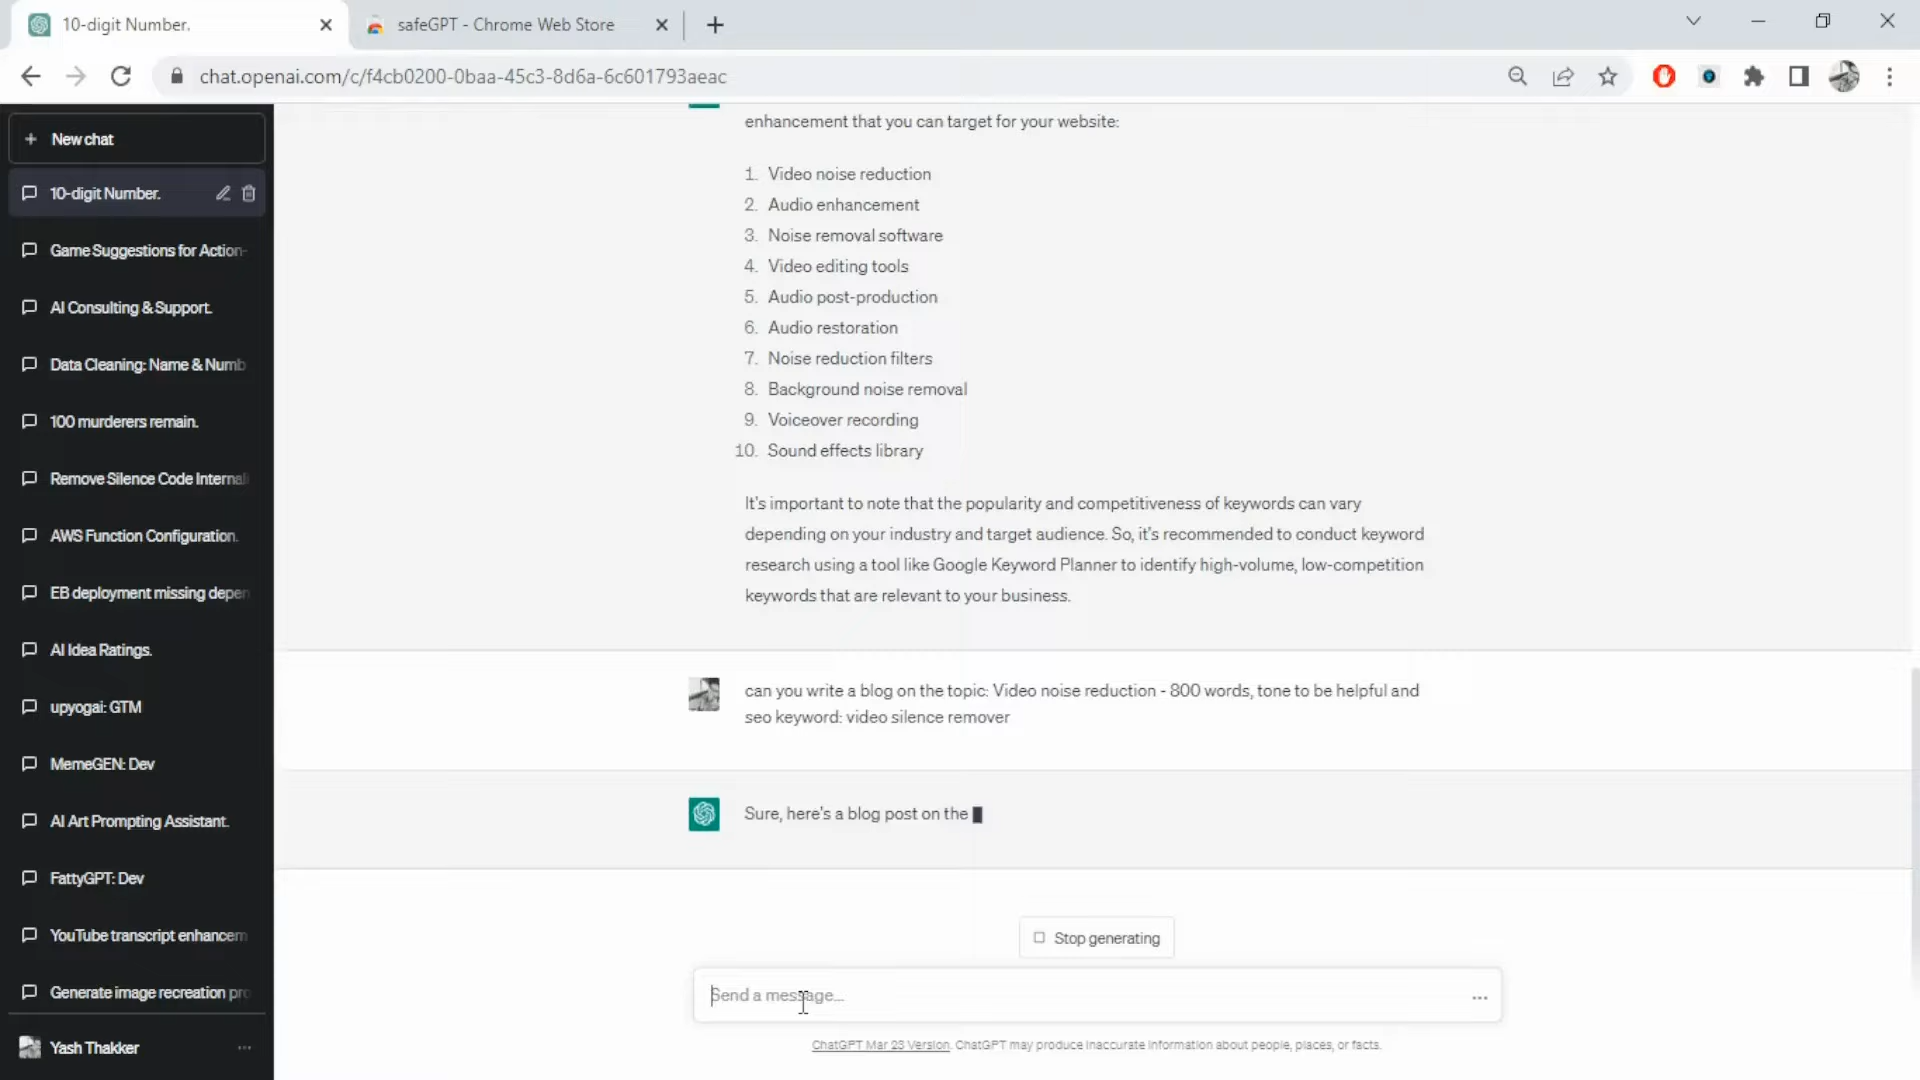 10-digit Number.
safeGPT - Chrome Web Store
chat.openai.com/c/f4cb0200-0baa-45c3-8d6a-6c601793aeac
New chat
10-digit Number.
Game Suggestions for Action-
AI Consulting & Support.
Data Cleaning: Name & Numb
100 murderers remain.
Remove Silence Code Internal
AWS Function Configuration.
EB deployment missing depen
AI Idea Ratings.
upyogai: GTM
MemeGEN: Dev
AI Art Prompting Assistant.
FattyGPT: Dev
YouTube transcript enhancem
Generate image recreation pro
Yash Thakker
enhancement that you can target for your website:
1. Video noise reduction
2. Audio enhancement
3. Noise removal software
4. Video editing tools
5. Audio post-production
6. Audio restoration
7. Noise reduction filters
8. Background noise removal
9. Voiceover recording
10. Sound effects library
It's important to note that the popularity and competitiveness of keywords can vary
depending on your industry and target audience. So, it's recommended to conduct keyword
research using a tool like Google Keyword Planner to identify high-volume, low-competition
keywords that are relevant to your business.
can you write a blog on the topic: Video noise reduction - 800 words, tone to be helpful and
seo keyword: video silence remover
Sure, here's a blog post on the
Stop generating
Send a message...
ChatGPT Mar 23 Version. ChatGPT may produce inaccurate information about people, places, or facts.